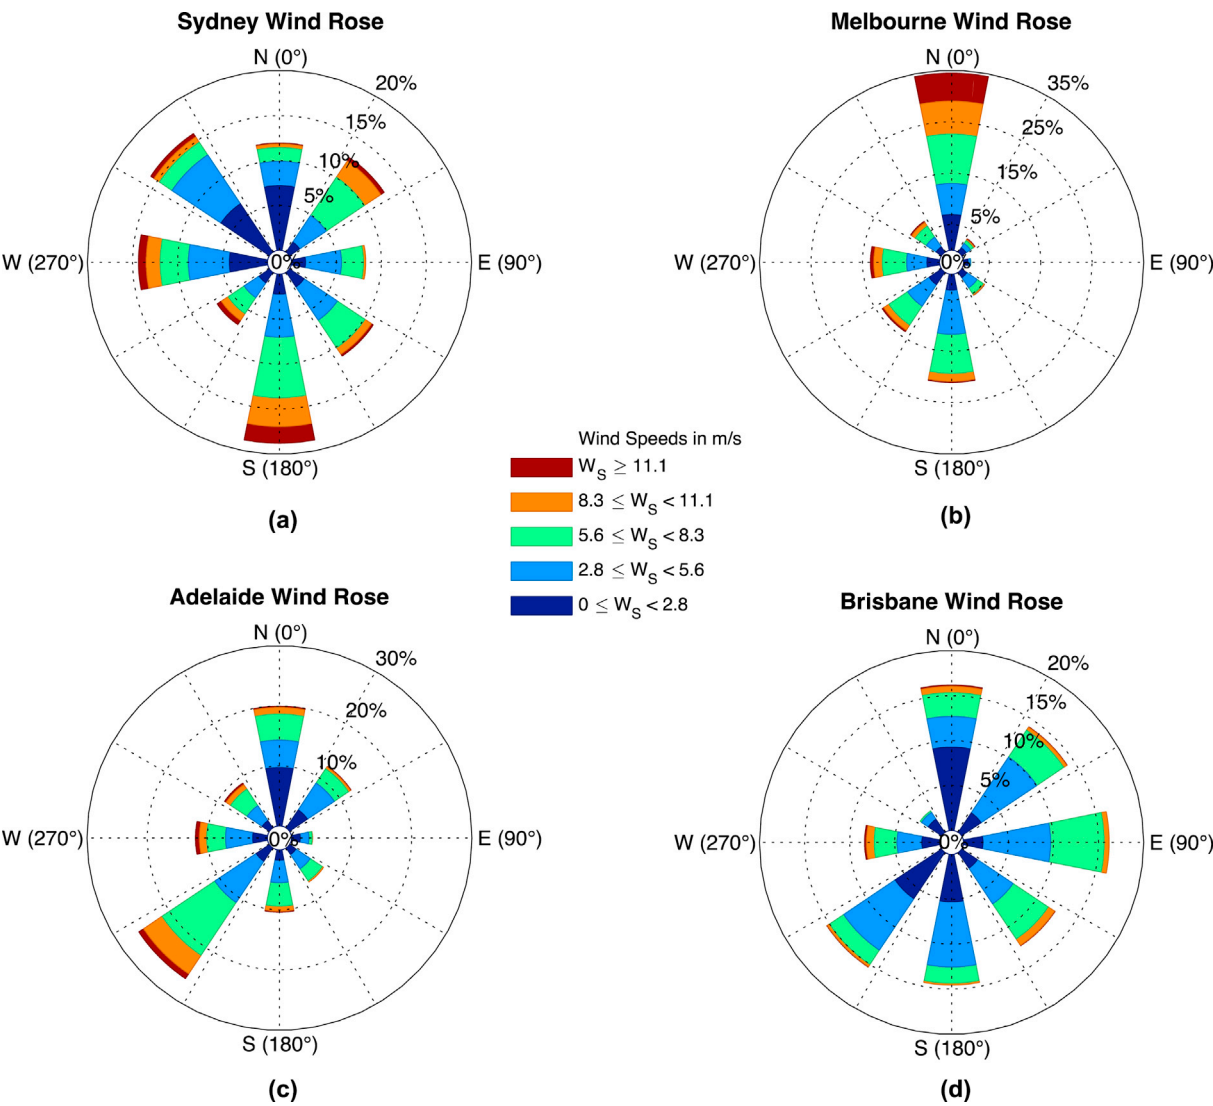 Sydney Wind Rose
N (0°)
20%
15%
10%
5%
0%
W (270°)
E (90°)
S (180°)
(a)
Melbourne Wind Rose
N (0°)
35%
25%
15%
5%
0%
W (270°)
E (90°)
S (180°)
(b)
Wind Speeds in m/s
W_S ≥ 11.1
8.3 ≤ W_S < 11.1
5.6 ≤ W_S < 8.3
2.8 ≤ W_S < 5.6
0 ≤ W_S < 2.8
Adelaide Wind Rose
N (0°)
30%
20%
10%
0%
W (270°)
E (90°)
S (180°)
(c)
Brisbane Wind Rose
N (0°)
20%
15%
10%
5%
0%
W (270°)
E (90°)
S (180°)
(d)